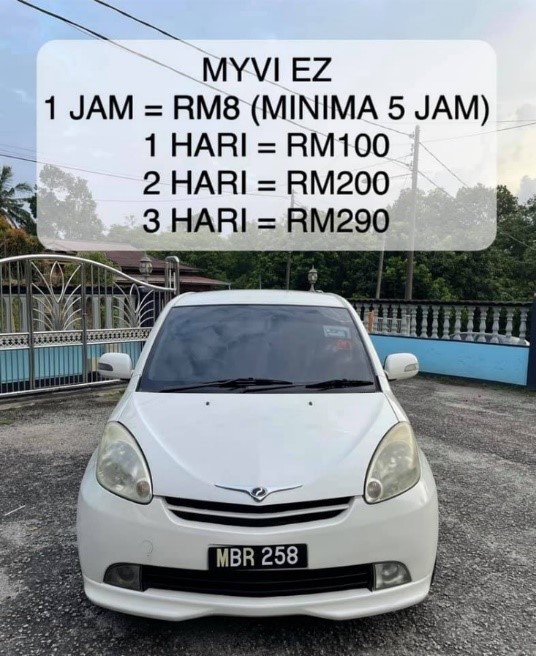 MYVI EZ
1 JAM = RM8 (MINIMA 5 JAM)
1 HARI = RM100
2 HARI = RM200
3 HARI = RM290
MBR 258